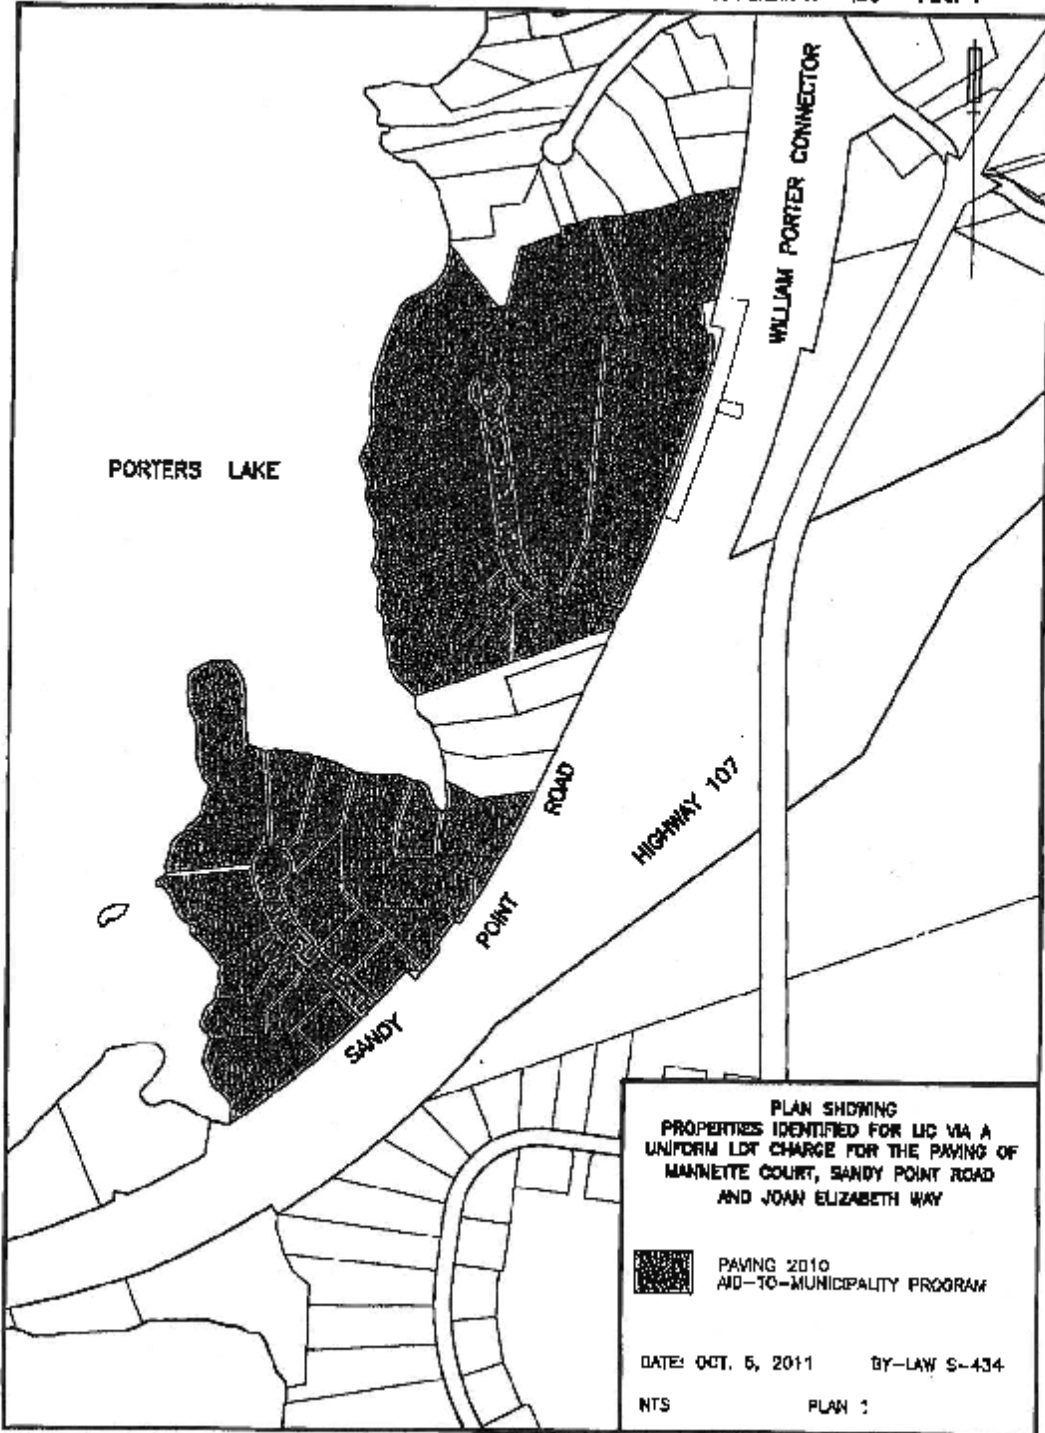 WILLIAM PORTER CONNECTOR
PORTERS LAKE
HIGHWAY 107
SANDY POINT ROAD
PLAN SHOWING
PROPERTIES IDENTIFIED FOR LIC VIA A
UNIFORM LOT CHARGE FOR THE PAVING OF
MANNETTE COURT, SANDY POINT ROAD
AND JOAN ELIZABETH WAY
PAVING 2010
AID-TO-MUNICIPALITY PROGRAM
DATE: OCT. 5, 2011 BY-LAW S-434
NTS PLAN